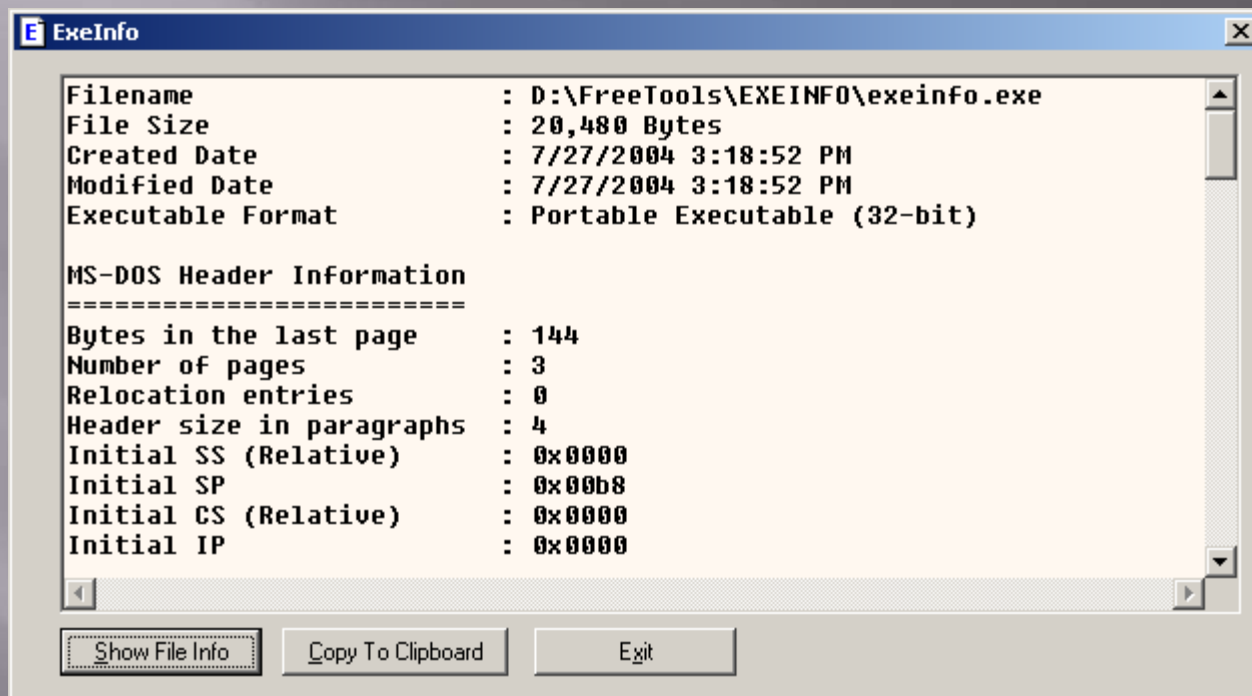 ExeInfo
Filename : D:\FreeTools\EXEINFO\exeinfo.exe
File Size : 20,480 Bytes
Created Date : 7/27/2004 3:18:52 PM
Modified Date : 7/27/2004 3:18:52 PM
Executable Format : Portable Executable (32-bit)
MS-DOS Header Information
=========================
Bytes in the last page : 144
Number of pages : 3
Relocation entries : 0
Header size in paragraphs : 4
Initial SS (Relative) : 0x0000
Initial SP : 0x00b8
Initial CS (Relative) : 0x0000
Initial IP : 0x0000
Show File Info Copy To Clipboard Exit